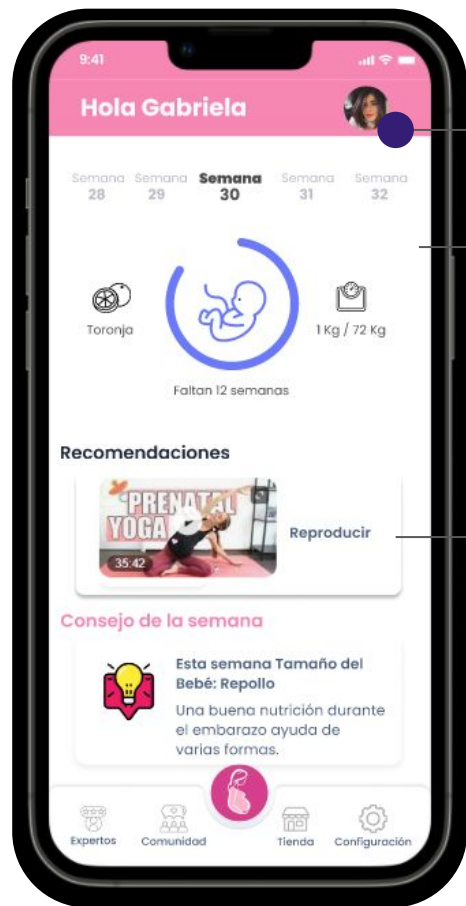 9:41
Hola Gabriela
Semana Semana Semana Semana Semana
28 29 30 31 32
Toronja
1 Kg / 72 Kg
Faltan 12 semanas
Recomendaciones
PRENATAL
YOGA
35:42
Reproducir
Consejo de la semana
Esta semana Tamaño del
Bebé: Repollo
Una buena nutrición durante
el embarazo ayuda de
varias formas.
Expertos Comunidad Tienda Configuración